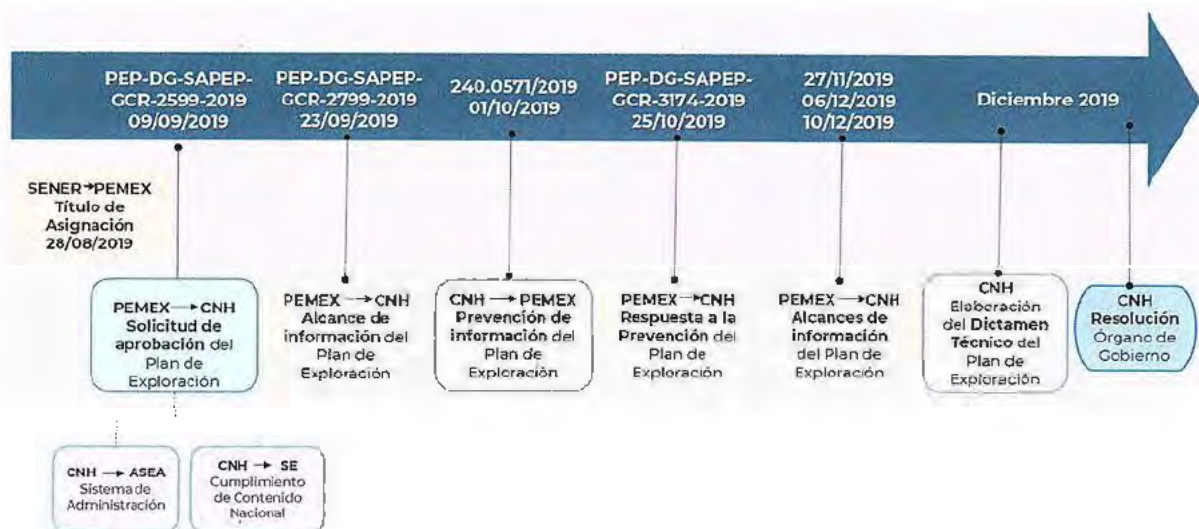 PEP-DG-SAPEP-
GCR-2599-2019
09/09/2019
PEP-DG-SAPEP-
GCR-2799-2019
23/09/2019
240.0571/2019
01/10/2019
PEP-DG-SAPEP-
GCR-3174-2019
25/10/2019
27/11/2019
06/12/2019
10/12/2019
Diciembre 2019
SENER→PEMEX
Título de
Asignación
28/08/2019
PEMEX → CNH
Solicitud de
aprobación del
Plan de
Exploración
PEMEX → CNH
Alcance de
información del
Plan de
Exploración
CNH → PEMEX
Prevención de
información del
Plan de
Exploración
PEMEX → CNH
Respuesta a la
Prevención del
Plan de
Exploración
PEMEX → CNH
Alcances de
información
del Plan de
Exploración
CNH
Elaboración
del Dictamen
Técnico del
Plan de
Exploración
CNH
Resolución
Órgano de
Gobierno
CNH → ASEA
Sistema de
Administración
CNH → SE
Cumplimiento
de Contenido
Nacional